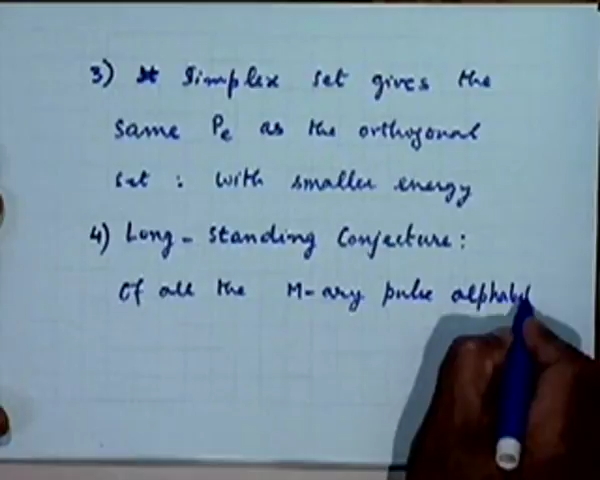 3) Simplex set gives the
same Pe as the orthogonal
set : with smaller energy
4) Long-Standing Conjecture:
Of all the M-ary pulse alphabet